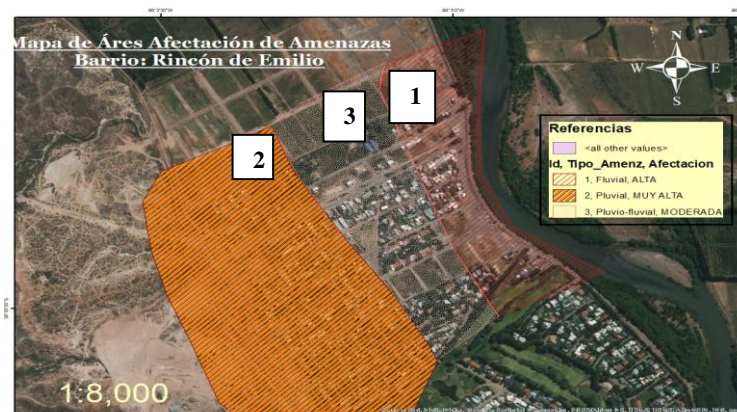 Mapa de Áres Afectación de Amenazas
Barrio: Rincón de Emilio
N
W
E
S
1
3
2
Referencias
<all other values>
Id, Tipo_Amenz, Afectacion
1, Fluvial, ALTA
2, Pluvial, MUY ALTA
3, Pluvio-fluvial, MODERADA
1:8,000